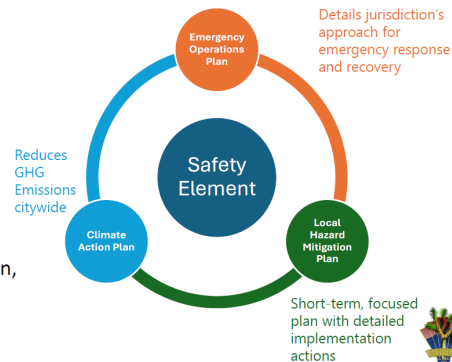 Details jurisdiction's
approach for
emergency response
and recovery
Emergency
Operations
Plan
Reduces
GHG
Emissions
citywide
Safety
Element
Climate
Action Plan
Local
Hazard
Mitigation
Plan
n,
Short-term, focused
plan with detailed
implementation
actions